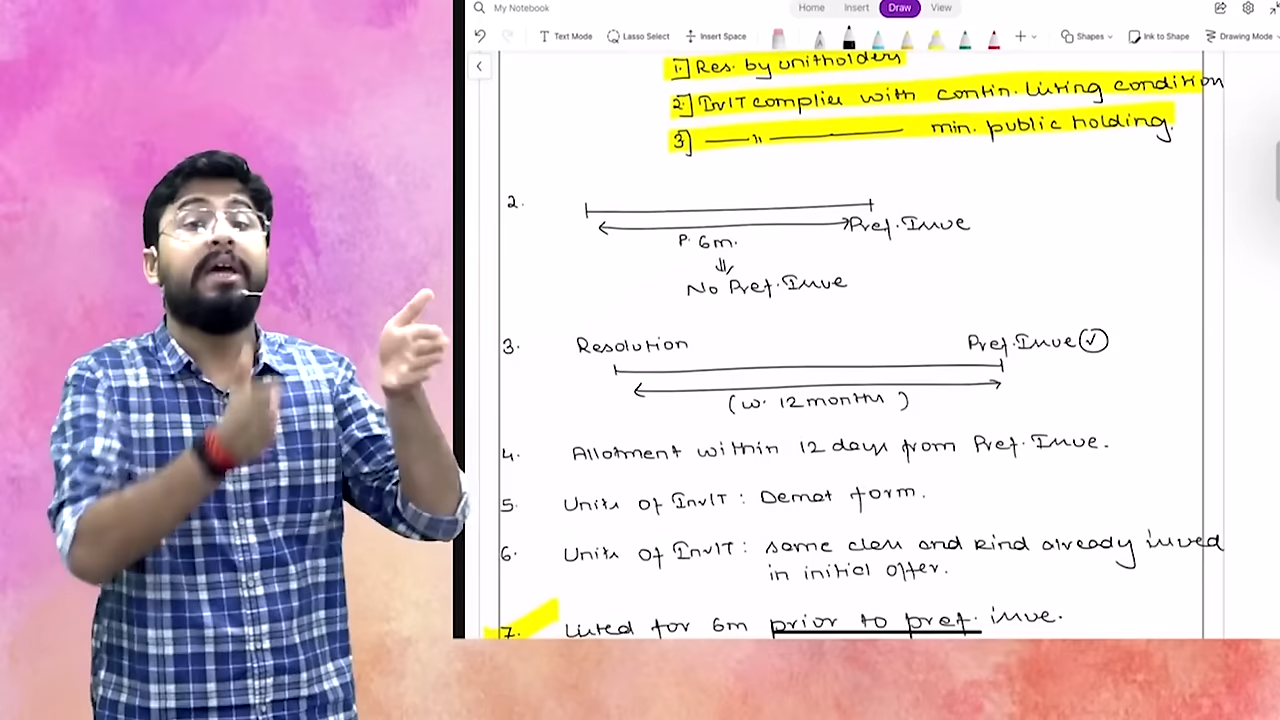 My Notebook
Home Insert Draw View
Text Mode Lasso Select Insert Space Shapes Ink to Shape Drawing Mode
1] Res. by unitholders
2] InvIT complies with contin. listing condition
3] —— " —————— min. public holding.
2.
Pref. Issue
P. 6m.
⇓
No Pref. Issue
3. Resolution Pref. Issue ✓
(w. 12 months)
4. Allotment within 12 days from Pref. Issue.
5. Units of InvIT : Demat form.
6. Units of InvIT : same class and kind already issued
in initial offer.
7. Listed for 6m prior to pref. issue.